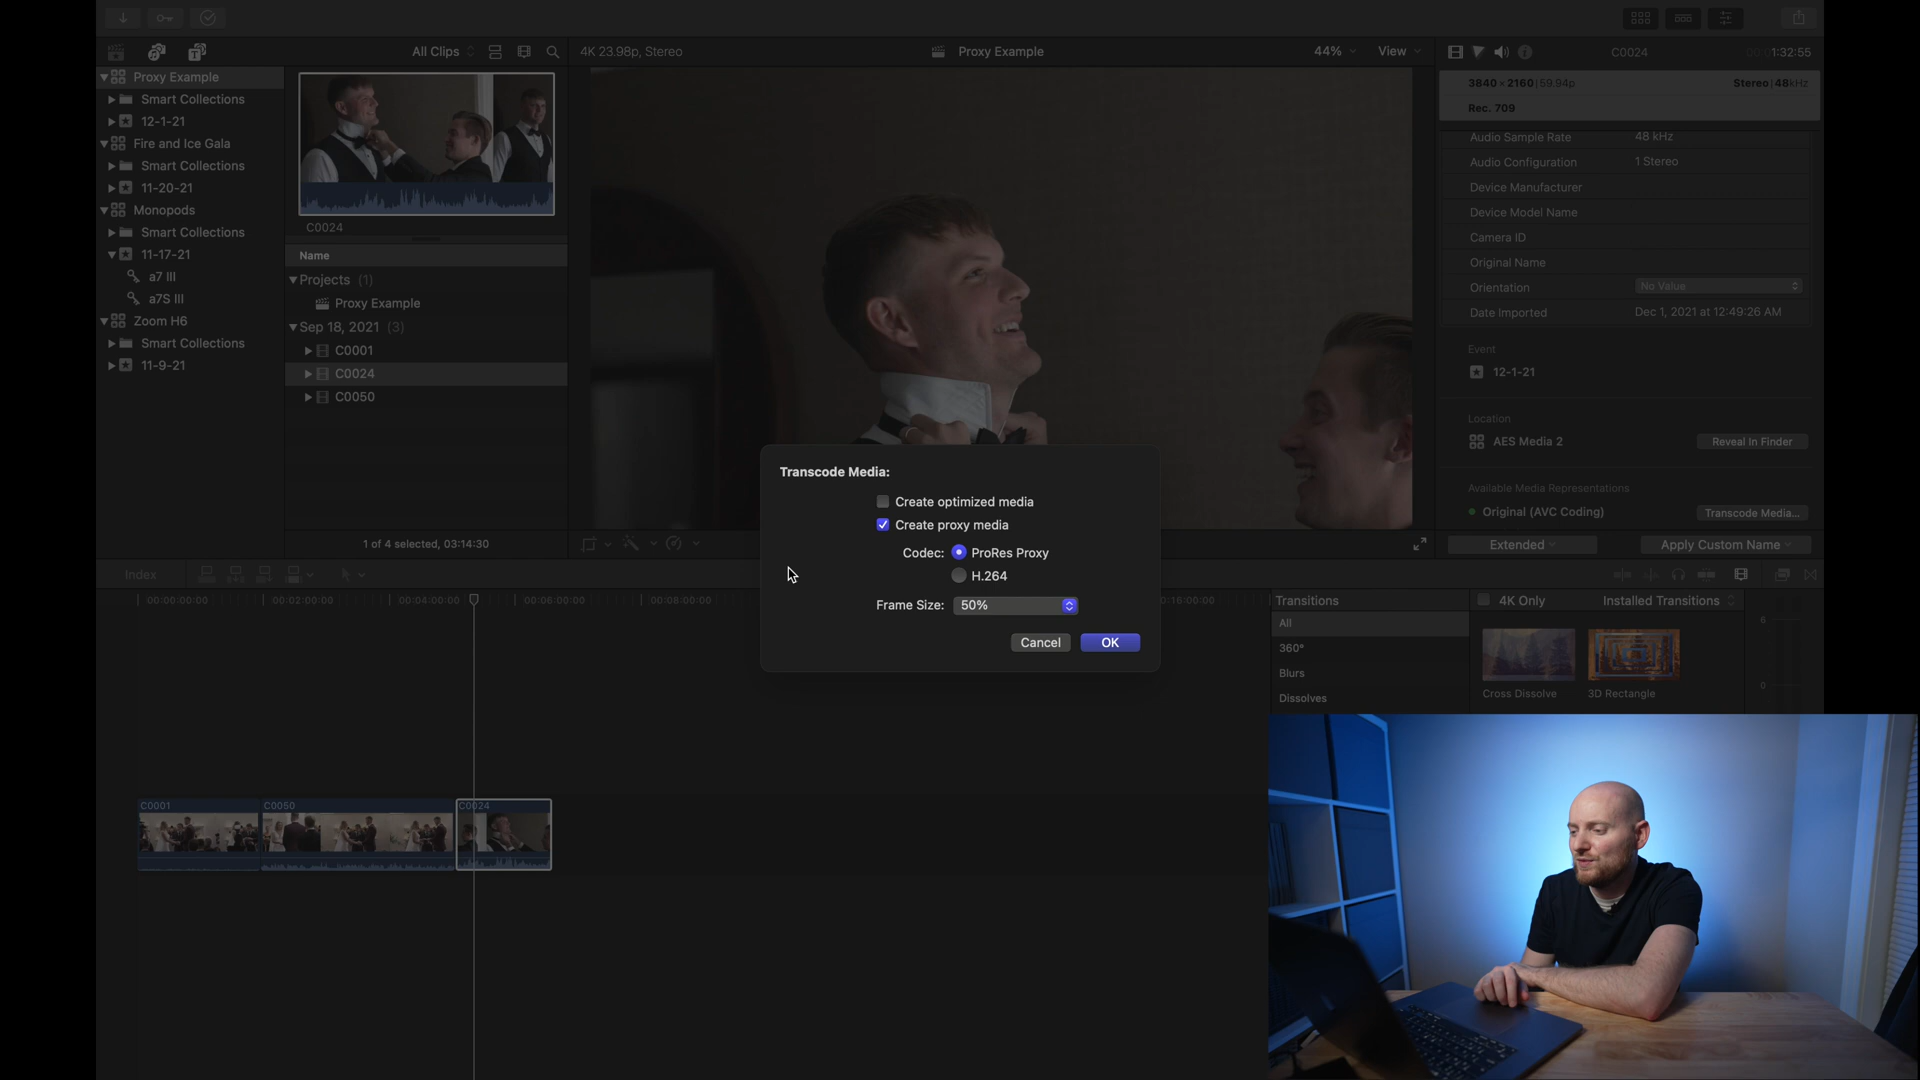 All Clips
4K 23.98p, Stereo
Proxy Example
44%
View
C0024
00:0 1:32:55
Proxy Example
Smart Collections
12-1-21
Fire and Ice Gala
Smart Collections
11-20-21
Monopods
Smart Collections
11-17-21
a7 III
a7S III
Zoom H6
Smart Collections
11-9-21
C0024
Name
Projects (1)
Proxy Example
Sep 18, 2021 (3)
C0001
C0024
C0050
1 of 4 selected, 03:14:30
3840 × 2160 | 59.94p
Stereo | 48kHz
Rec. 709
Audio Sample Rate 48 kHz
Audio Configuration 1 Stereo
Device Manufacturer
Device Model Name
Camera ID
Original Name
Orientation No Value
Date Imported Dec 1, 2021 at 12:49:26 AM
Event
12-1-21
Location
AES Media 2 Reveal In Finder
Available Media Representations
Original (AVC Coding) Transcode Media...
Extended Apply Custom Name
Transcode Media:
Create optimized media
Create proxy media
Codec: ProRes Proxy
H.264
Frame Size: 50%
Cancel OK
Index
00:00:00:00 00:02:00:00 00:04:00:00 00:06:00:00 00:08:00:00 0:16:00:00
Transitions 4K Only Installed Transitions
All
360°
Blurs
Dissolves
Cross Dissolve 3D Rectangle
6
0
C0001 C0050 C0024